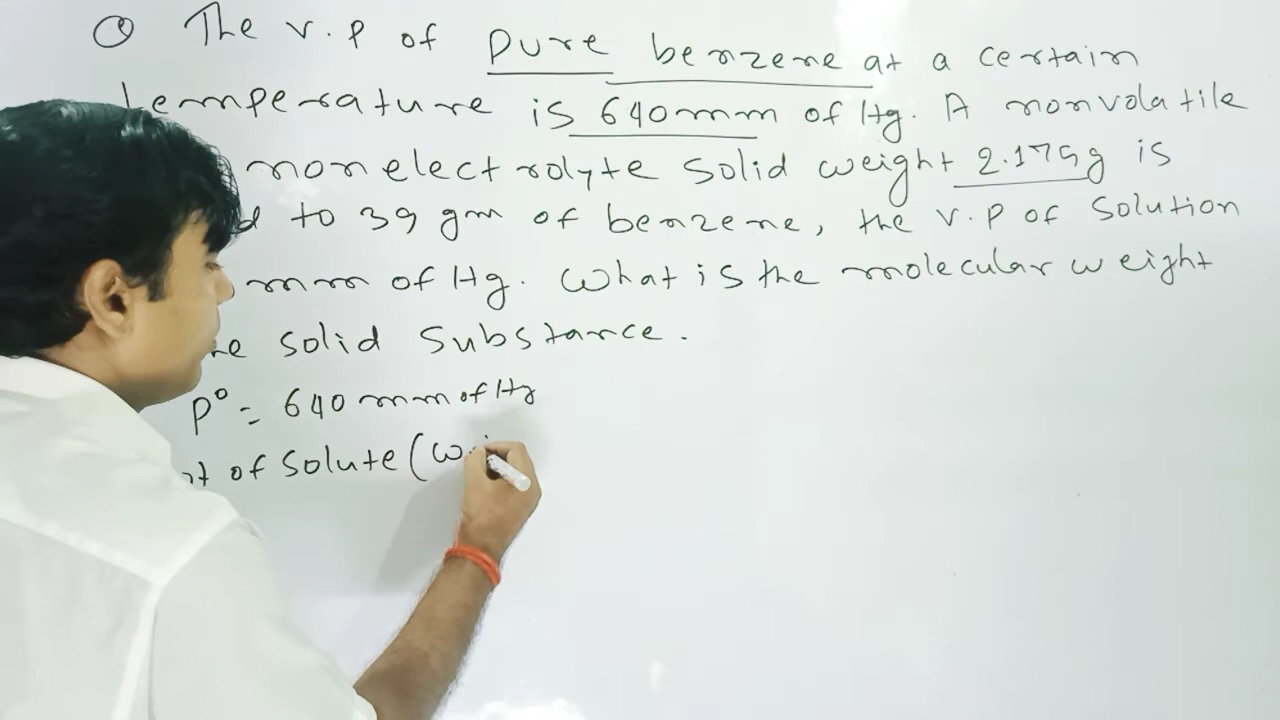 Q The v.p of pure benzene at a certain
temperature is 640mm of Hg. A nonvolatile
nonelectrolyte solid weight 2.175g is
to 39 gm of benzene, the v.p of solution
mm of Hg. What is the molecular weight
solid substance.
p° = 640 mm of Hg
of solute (w